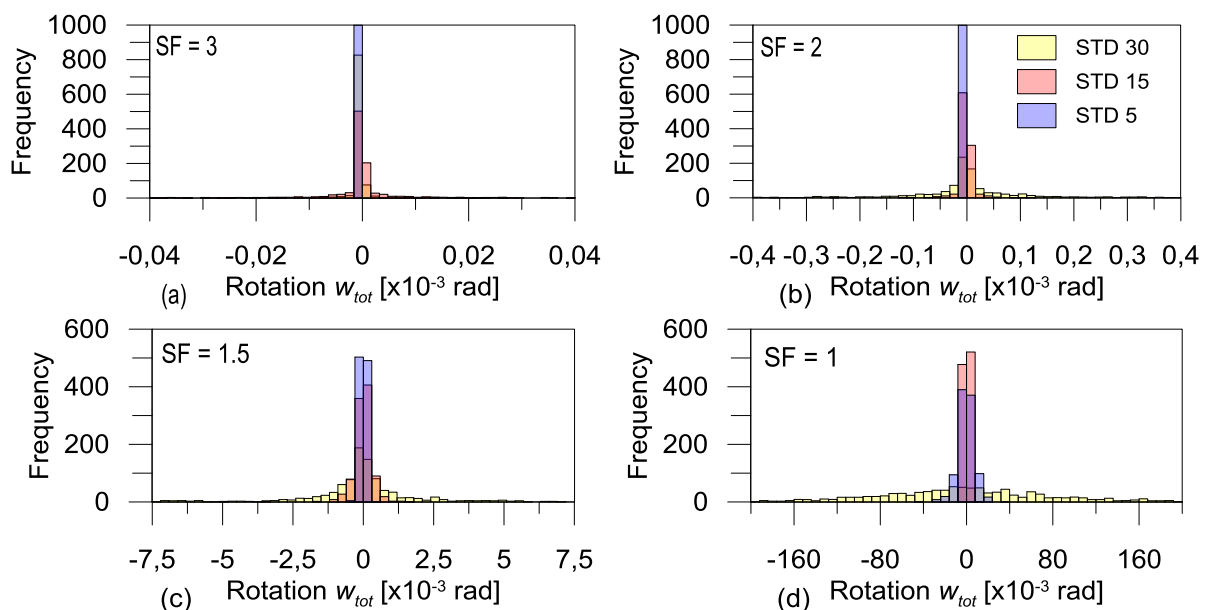 1000
800
600
400
200
0
Frequency
SF = 3
-0,04 -0,02 0 0,02 0,04
(a) Rotation wtot [x10-3 rad]
1000
800
600
400
200
0
Frequency
SF = 2
STD 30
STD 15
STD 5
-0,4 -0,3 -0,2 -0,1 0 0,1 0,2 0,3 0,4
(b) Rotation wtot [x10-3 rad]
600
400
200
0
Frequency
SF = 1.5
-7,5 -5 -2,5 0 2,5 5 7,5
(c) Rotation wtot [x10-3 rad]
600
400
200
0
Frequency
SF = 1
-160 -80 0 80 160
(d) Rotation wtot [x10-3 rad]